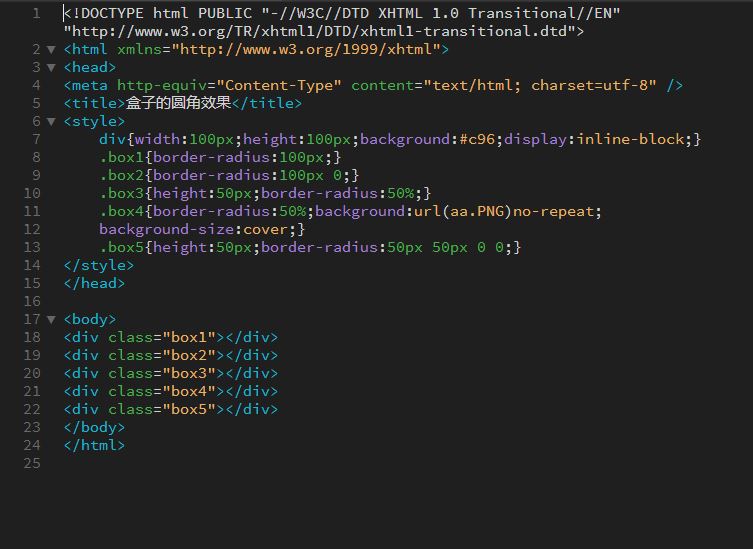 1 <!DOCTYPE html PUBLIC "-//W3C//DTD XHTML 1.0 Transitional//EN"
"http://www.w3.org/TR/xhtml1/DTD/xhtml1-transitional.dtd">
2 ▼ <html xmlns="http://www.w3.org/1999/xhtml">
3 ▼ <head>
4 <meta http-equiv="Content-Type" content="text/html; charset=utf-8" />
5 <title>盒子的圆角效果</title>
6 ▼ <style>
7     div{width:100px;height:100px;background:#c96;display:inline-block;}
8     .box1{border-radius:100px;}
9     .box2{border-radius:100px 0;}
10     .box3{height:50px;border-radius:50%;}
11     .box4{border-radius:50%;background:url(aa.PNG)no-repeat;
12     background-size:cover;}
13     .box5{height:50px;border-radius:50px 50px 0 0;}
14 </style>
15 </head>
16
17 ▼ <body>
18 <div class="box1"></div>
19 <div class="box2"></div>
20 <div class="box3"></div>
21 <div class="box4"></div>
22 <div class="box5"></div>
23 </body>
24 </html>
25